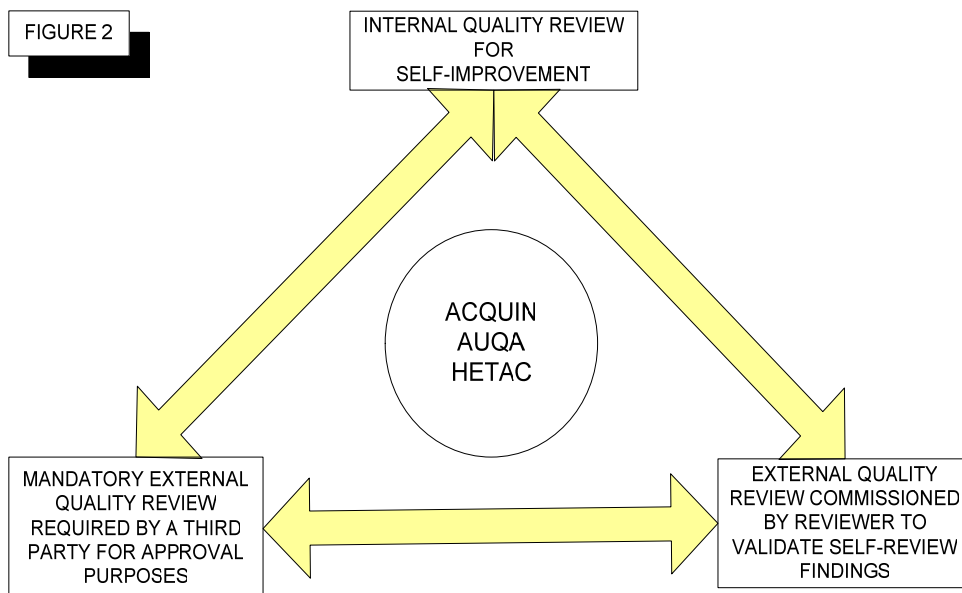 FIGURE 2
INTERNAL QUALITY REVIEW
FOR
SELF-IMPROVEMENT
ACQUIN
AUQA
HETAC
MANDATORY EXTERNAL
QUALITY REVIEW
REQUIRED BY A THIRD
PARTY FOR APPROVAL
PURPOSES
EXTERNAL QUALITY
REVIEW COMMISSIONED
BY REVIEWER TO
VALIDATE SELF-REVIEW
FINDINGS